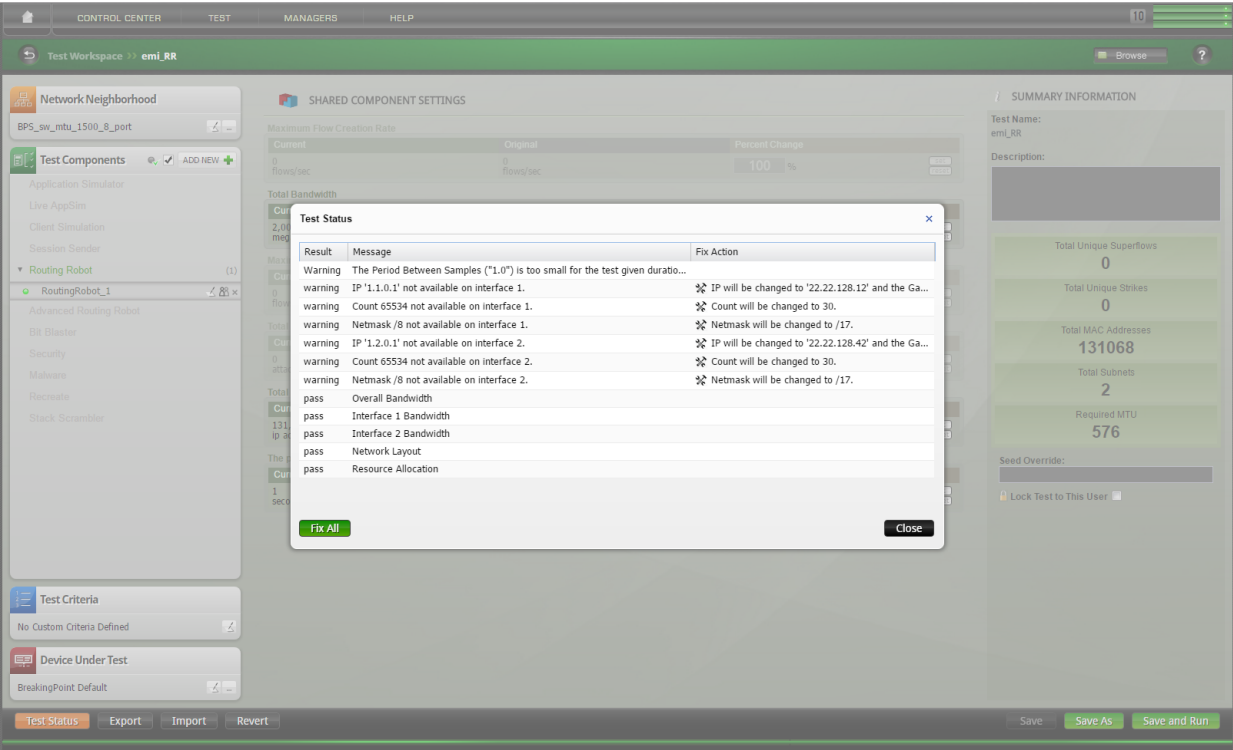 CONTROL CENTER TEST MANAGERS HELP 10
Test Workspace >> emi_RR Browse ?
Network Neighborhood
BPS_sw_mtu_1500_8_port
Test Components ADD NEW
Application Simulator
Live AppSim
Client Simulation
Session Sender
Routing Robot (1)
RoutingRobot_1
Advanced Routing Robot
Bit Blaster
Security
Malware
Recreate
Stack Scrambler
Test Criteria
No Custom Criteria Defined
Device Under Test
BreakingPoint Default
SHARED COMPONENT SETTINGS
Maximum Flow Creation Rate
Current Original Percent Change
0 0 100 %
flows/sec flows/sec
Total Bandwidth
Test Status
Result Message Fix Action
Warning The Period Between Samples ("1.0") is too small for the test given duratio...
warning IP '1.1.0.1' not available on interface 1. IP will be changed to '22.22.128.12' and the Ga...
warning Count 65534 not available on interface 1. Count will be changed to 30.
warning Netmask /8 not available on interface 1. Netmask will be changed to /17.
warning IP '1.2.0.1' not available on interface 2. IP will be changed to '22.22.128.42' and the Ga...
warning Count 65534 not available on interface 2. Count will be changed to 30.
warning Netmask /8 not available on interface 2. Netmask will be changed to /17.
pass Overall Bandwidth
pass Interface 1 Bandwidth
pass Interface 2 Bandwidth
pass Network Layout
pass Resource Allocation
Fix All Close
SUMMARY INFORMATION
Test Name:
emi_RR
Description:
Total Unique Superflows
0
Total Unique Strikes
0
Total MAC Addresses
131068
Total Subnets
2
Required MTU
576
Seed Override:
Lock Test to This User
Test Status Export Import Revert Save Save As Save and Run